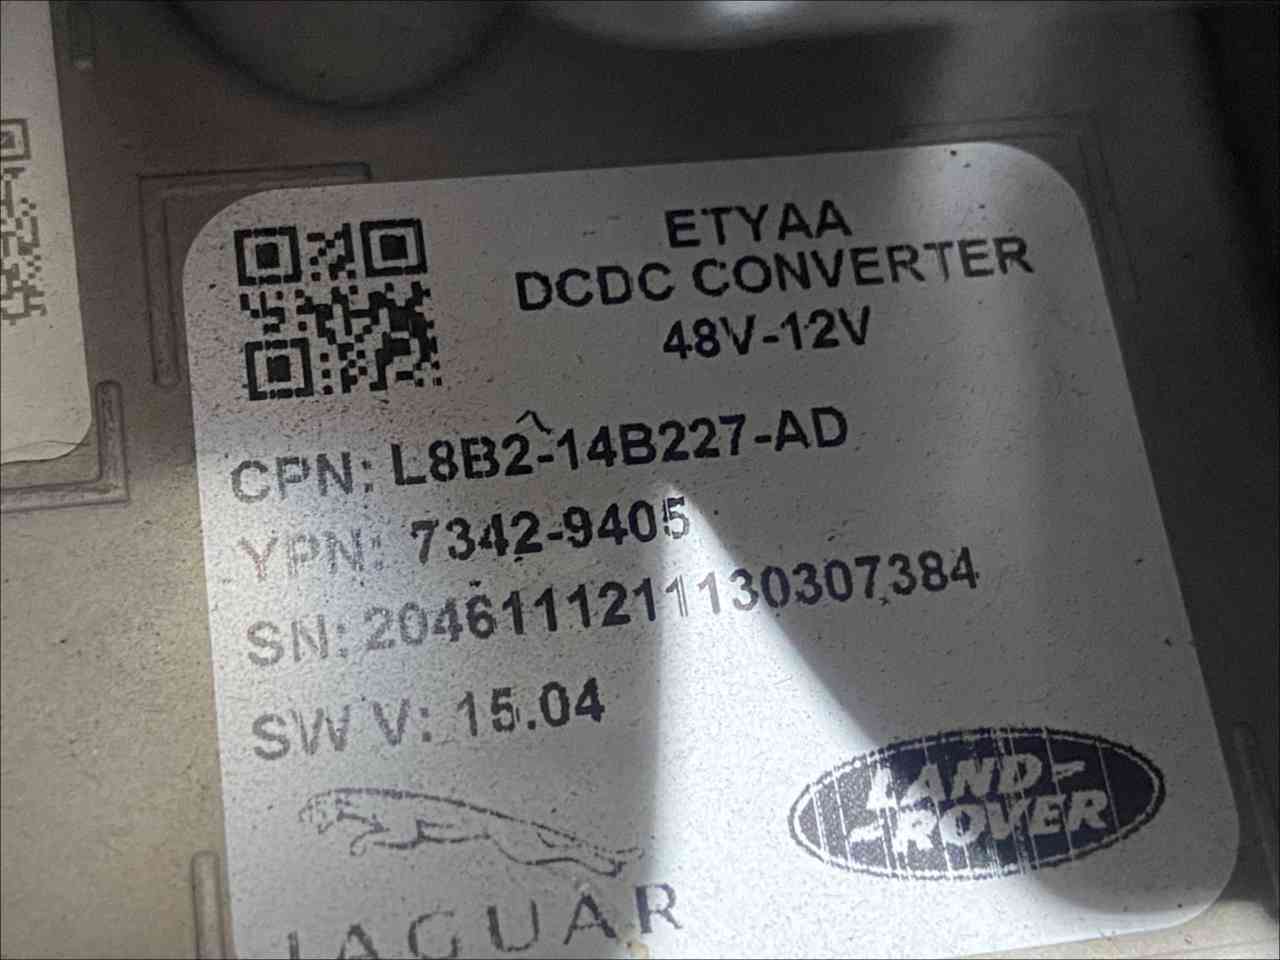 ETYAA
DCDC CONVERTER
48V-12V
CPN: L8B2-14B227-AD
YPN: 7342-9405
SN: 2046111211130307384
SW V: 15.04
LAND-
-ROVER
JAGUAR